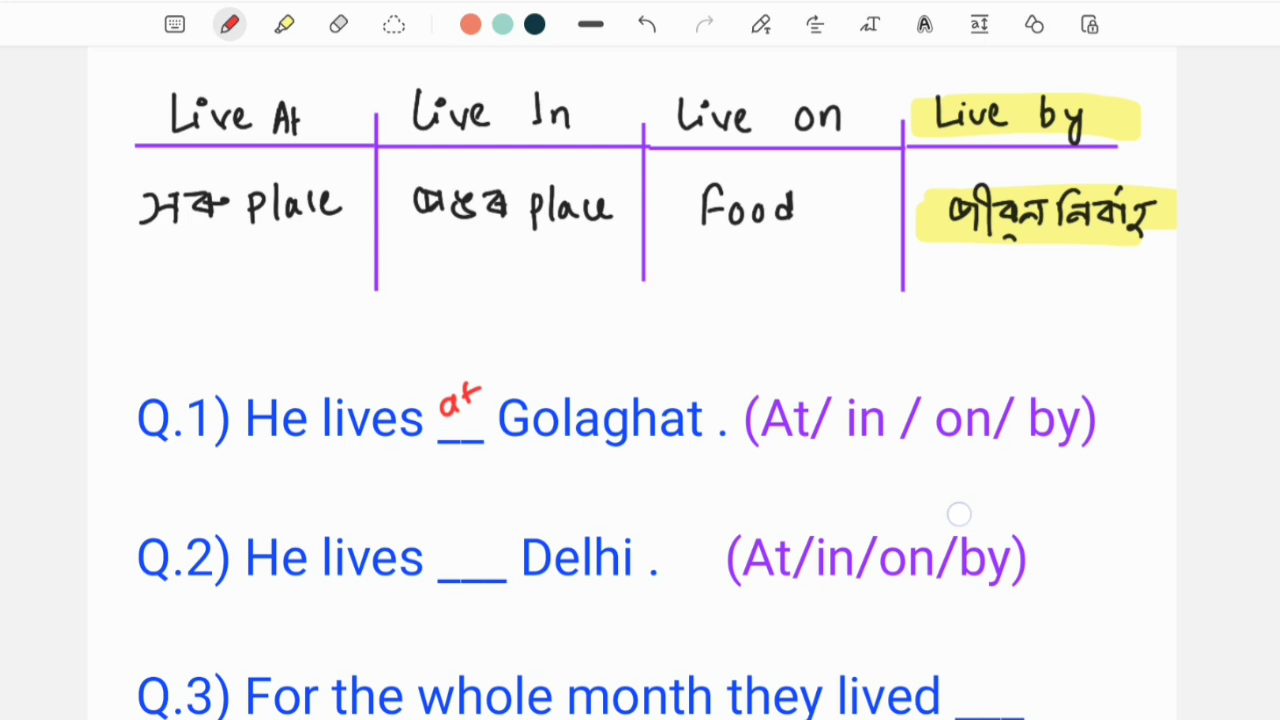 Live At Live In Live on Live by
সৰু place ডাঙৰ place Food জীৱন নিৰ্বাহ
at
Q.1) He lives __ Golaghat . (At/ in / on/ by)
Q.2) He lives ___ Delhi . (At/in/on/by)
Q.3) For the whole month they lived ___